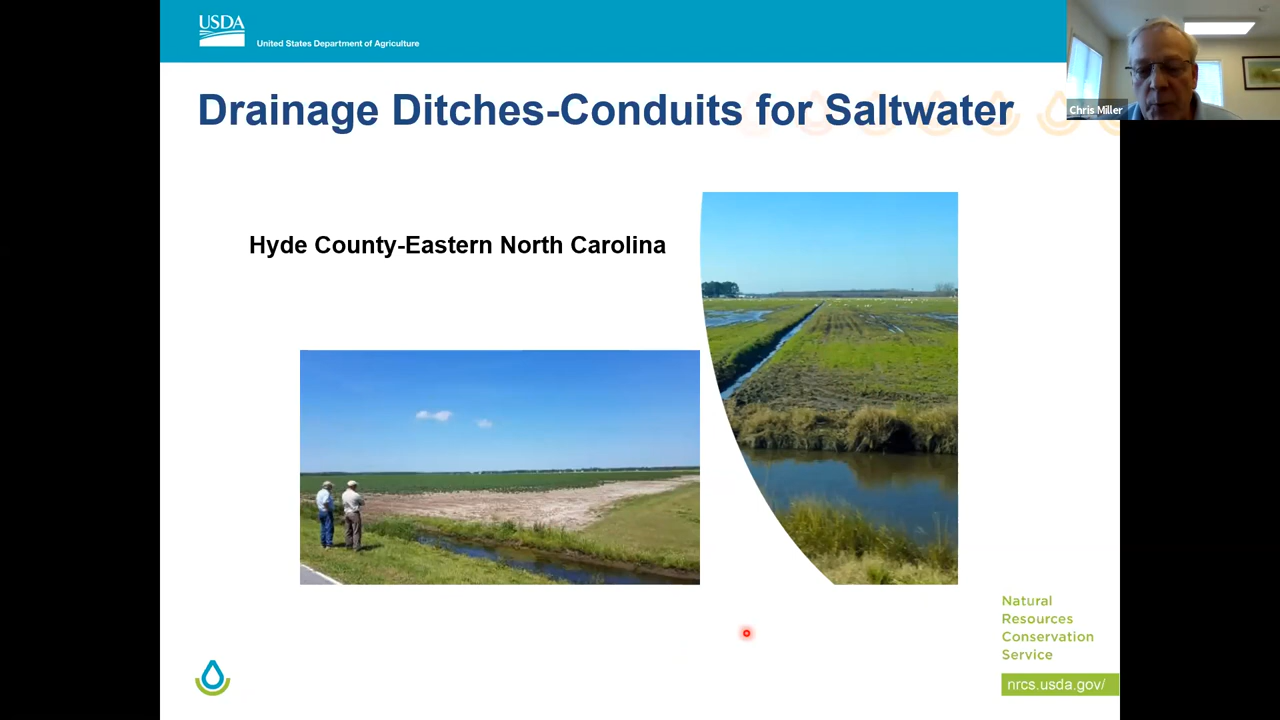 USDA
United States Department of Agriculture
Drainage Ditches-Conduits for Saltwater
Chris Miller
Hyde County-Eastern North Carolina
Natural
Resources
Conservation
Service
nrcs.usda.gov/